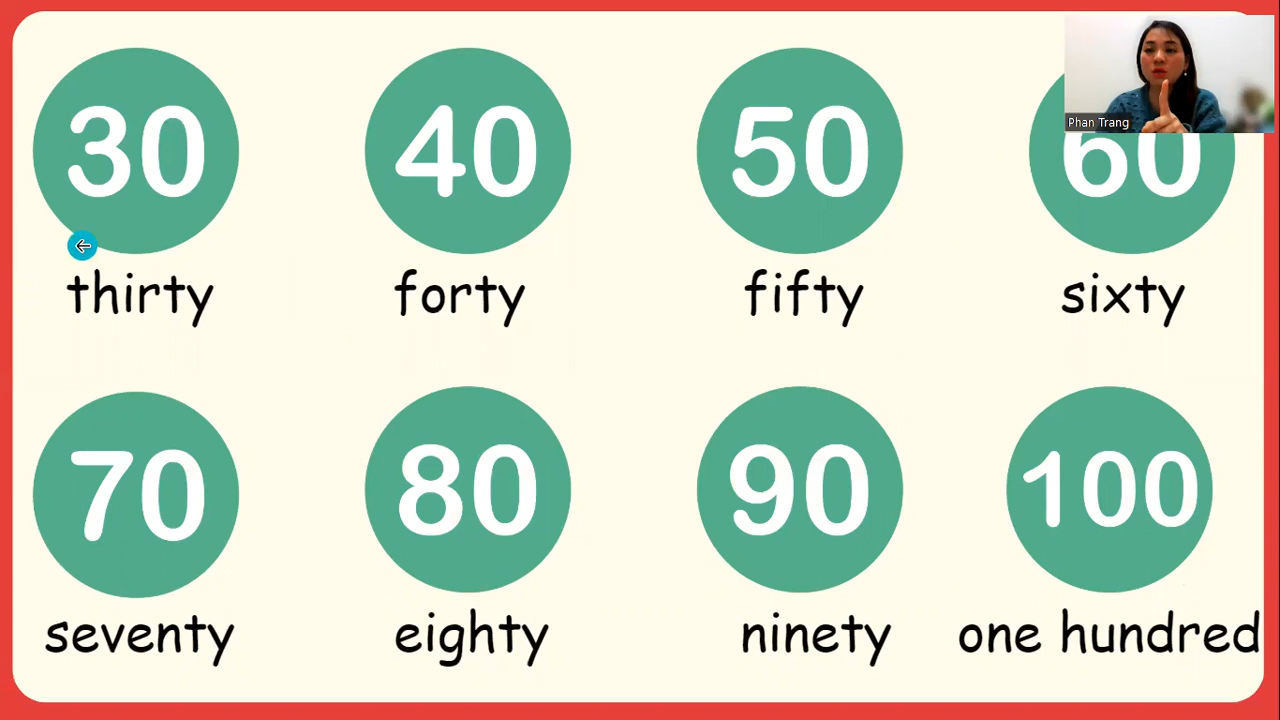 30 40 50 60
Phan Trang
thirty forty fifty sixty
70 80 90 100
seventy eighty ninety one hundred